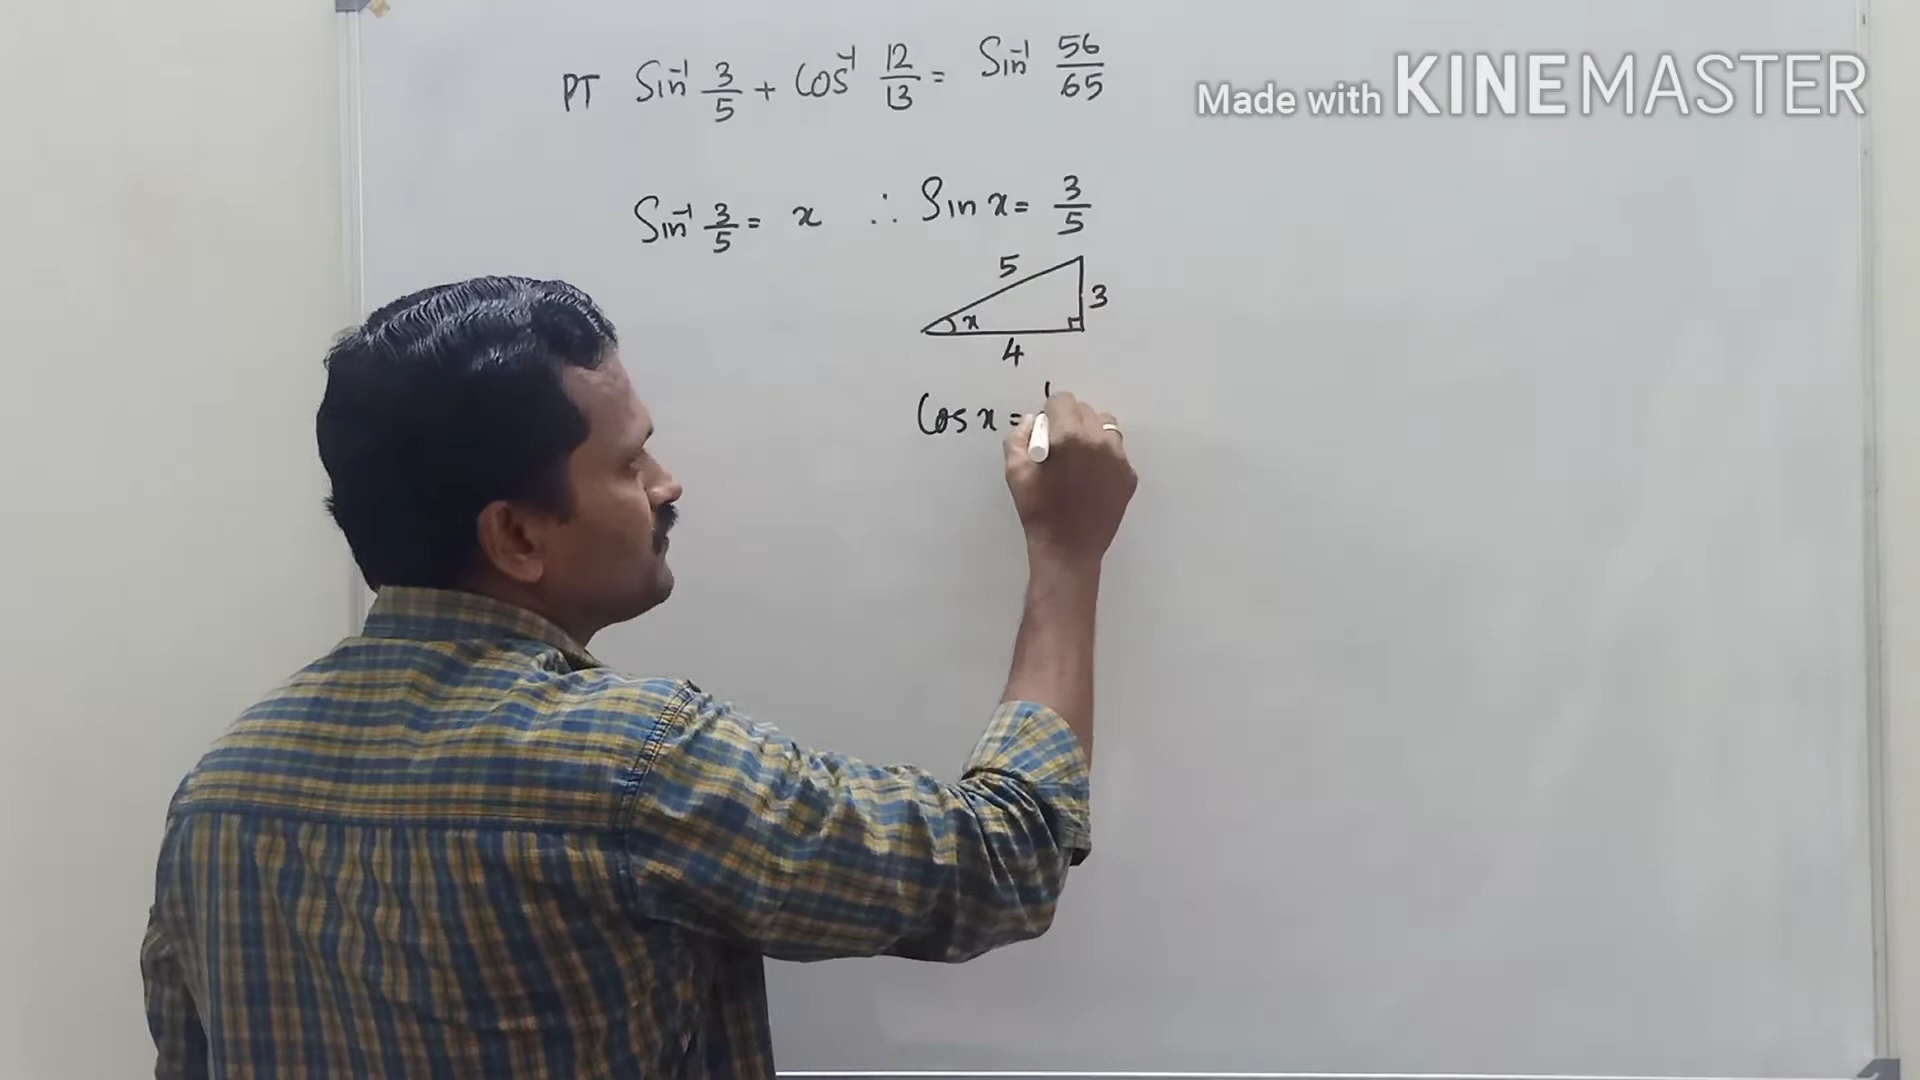 PT Sin⁻¹ 3/5 + Cos⁻¹ 12/13 = Sin⁻¹ 56/65
Made with KINEMASTER
Sin⁻¹ 3/5 = x ∴ Sin x = 3/5
5
3
x
4
Cos x =